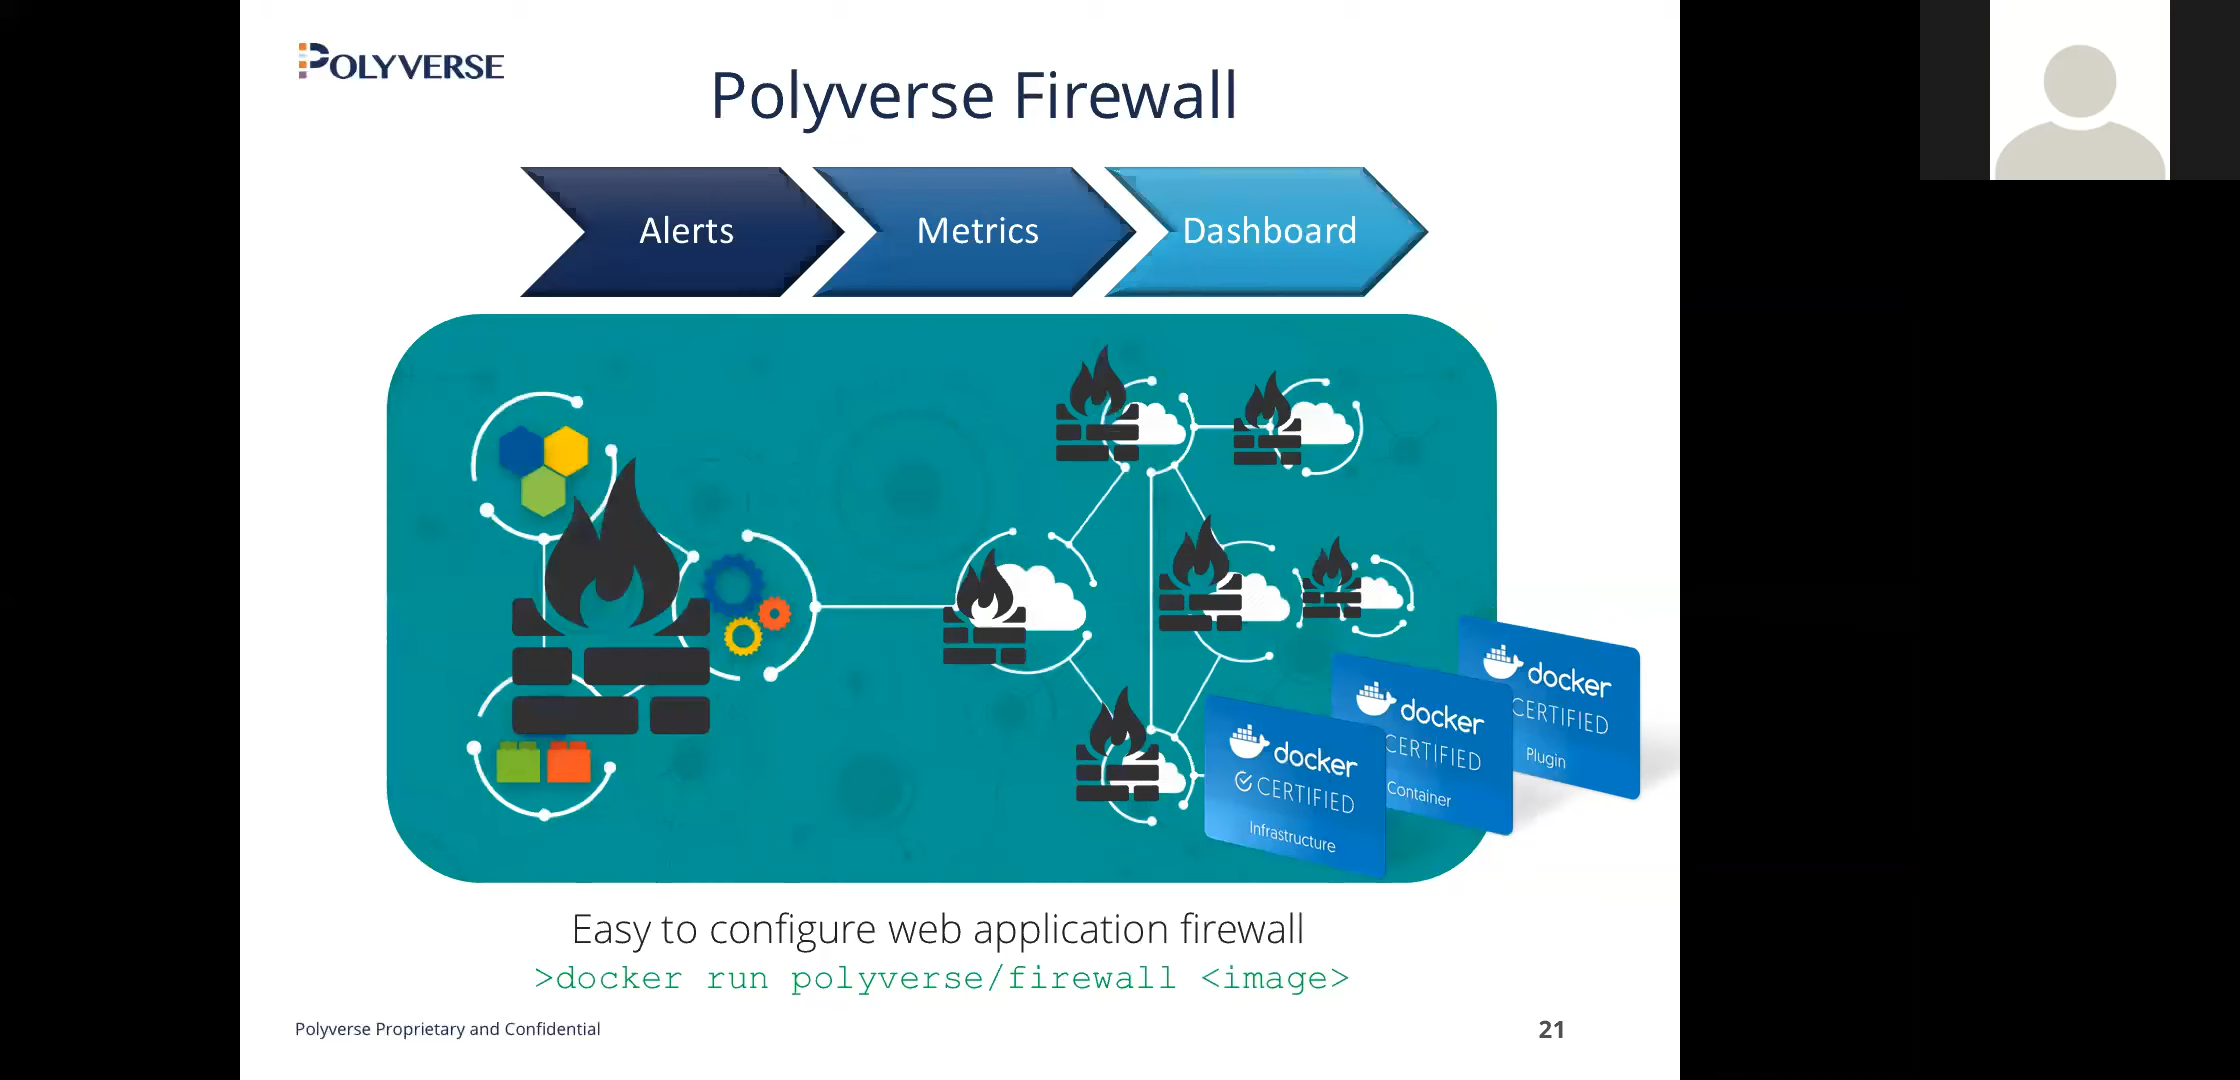 POLYVERSE
Polyverse Firewall
Alerts
Metrics
Dashboard
docker
CERTIFIED
Plugin
docker
CERTIFIED
Container
docker
CERTIFIED
Infrastructure
Easy to configure web application firewall
>docker run polyverse/firewall <image>
Polyverse Proprietary and Confidential
21